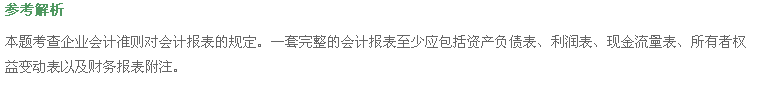 参考解析
本题考查企业会计准则对会计报表的规定。一套完整的会计报表至少应包括资产负债表、利润表、现金流量表、所有者权
益变动表以及财务报表附注。